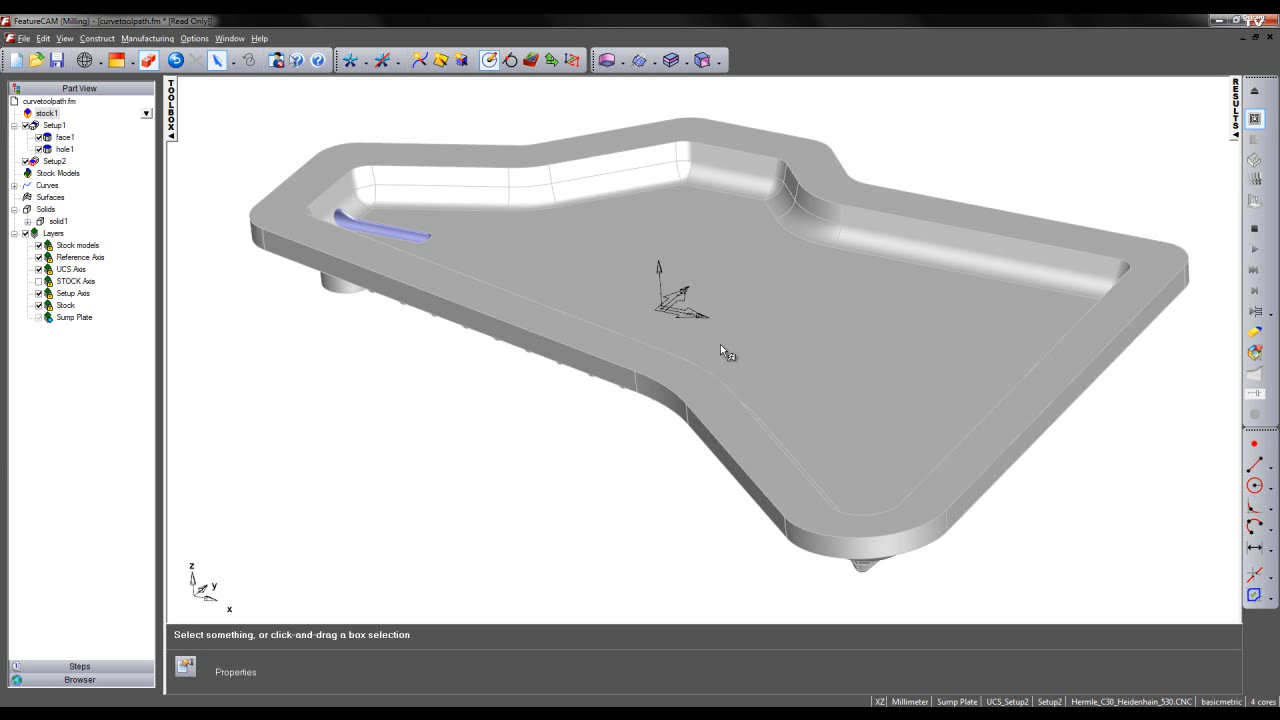 FeatureCAM (Milling) - [curvetoolpath.fm * [Read Only]]
File Edit View Construct Manufacturing Options Window Help
Part View
curvetoolpath.fm
stock1
Setup1
face1
hole1
Setup2
Stock Models
Curves
Surfaces
Solids
solid1
Layers
Stock models
Reference Axis
UCS Axis
STOCK Axis
Setup Axis
Stock
Sump Plate
Steps
Browser
TOOLBOX
RESULTS
z
y
x
Select something, or click-and-drag a box selection
Properties
XZ Millimeter Sump Plate UCS_Setup2 Setup2 Hermle_C30_Heidenhain_530.CNC basicmetric 4 cores